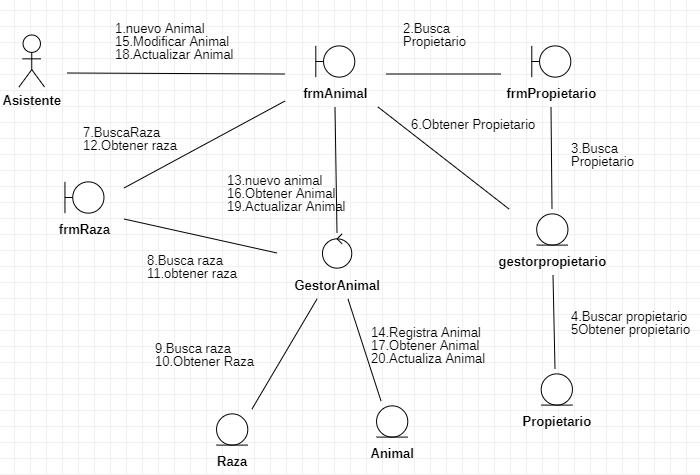 1.nuevo Animal
15.Modificar Animal
18.Actualizar Animal
2.Busca
Propietario
Asistente
frmAnimal
frmPropietario
7.BuscaRaza
12.Obtener raza
6.Obtener Propietario
3.Busca
Propietario
13.nuevo animal
16.Obtener Animal
19.Actualizar Animal
frmRaza
8.Busca raza
11.obtener raza
GestorAnimal
gestorpropietario
9.Busca raza
10.Obtener Raza
14.Registra Animal
17.Obtener Animal
20.Actualiza Animal
4.Buscar propietario
5Obtener propietario
Raza
Animal
Propietario